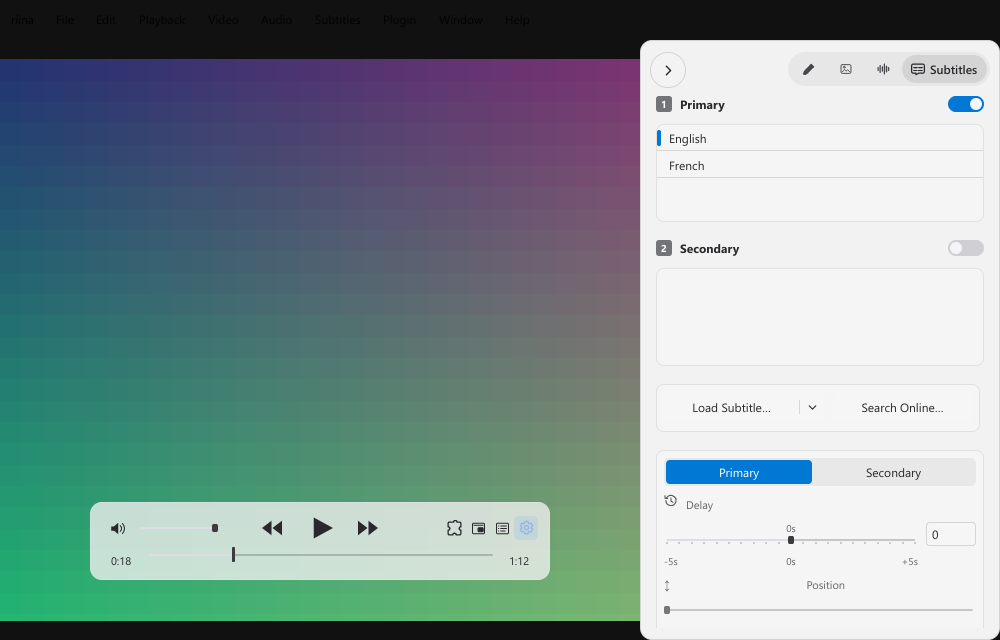 riina File Edit Playback Video Audio Subtitles Plugin Window Help
Subtitles
1 Primary
English
French
2 Secondary
Load Subtitle... Search Online...
Primary Secondary
Delay
0s
0
-5s 0s +5s
Position
0:18 1:12